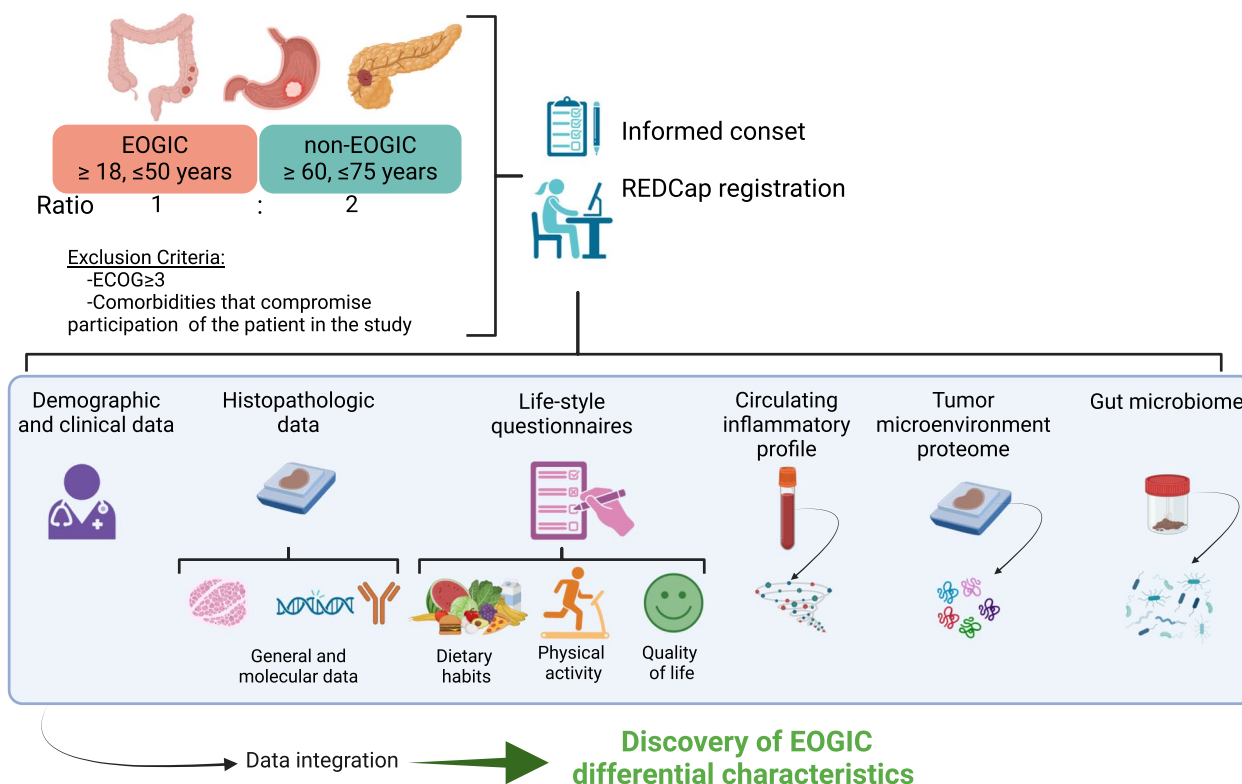 EOGIC
≥ 18, ≤50 years
non-EOGIC
≥ 60, ≤75 years
Ratio 1 : 2
Exclusion Criteria:
-ECOG≥3
-Comorbidities that compromise
participation of the patient in the study
Informed conset
REDCap registration
Demographic
and clinical data
Histopathologic
data
Life-style
questionnaires
Circulating
inflammatory
profile
Tumor
microenvironment
proteome
Gut microbiome
General and
molecular data
Dietary
habits
Physical
activity
Quality
of life
Data integration
Discovery of EOGIC
differential characteristics